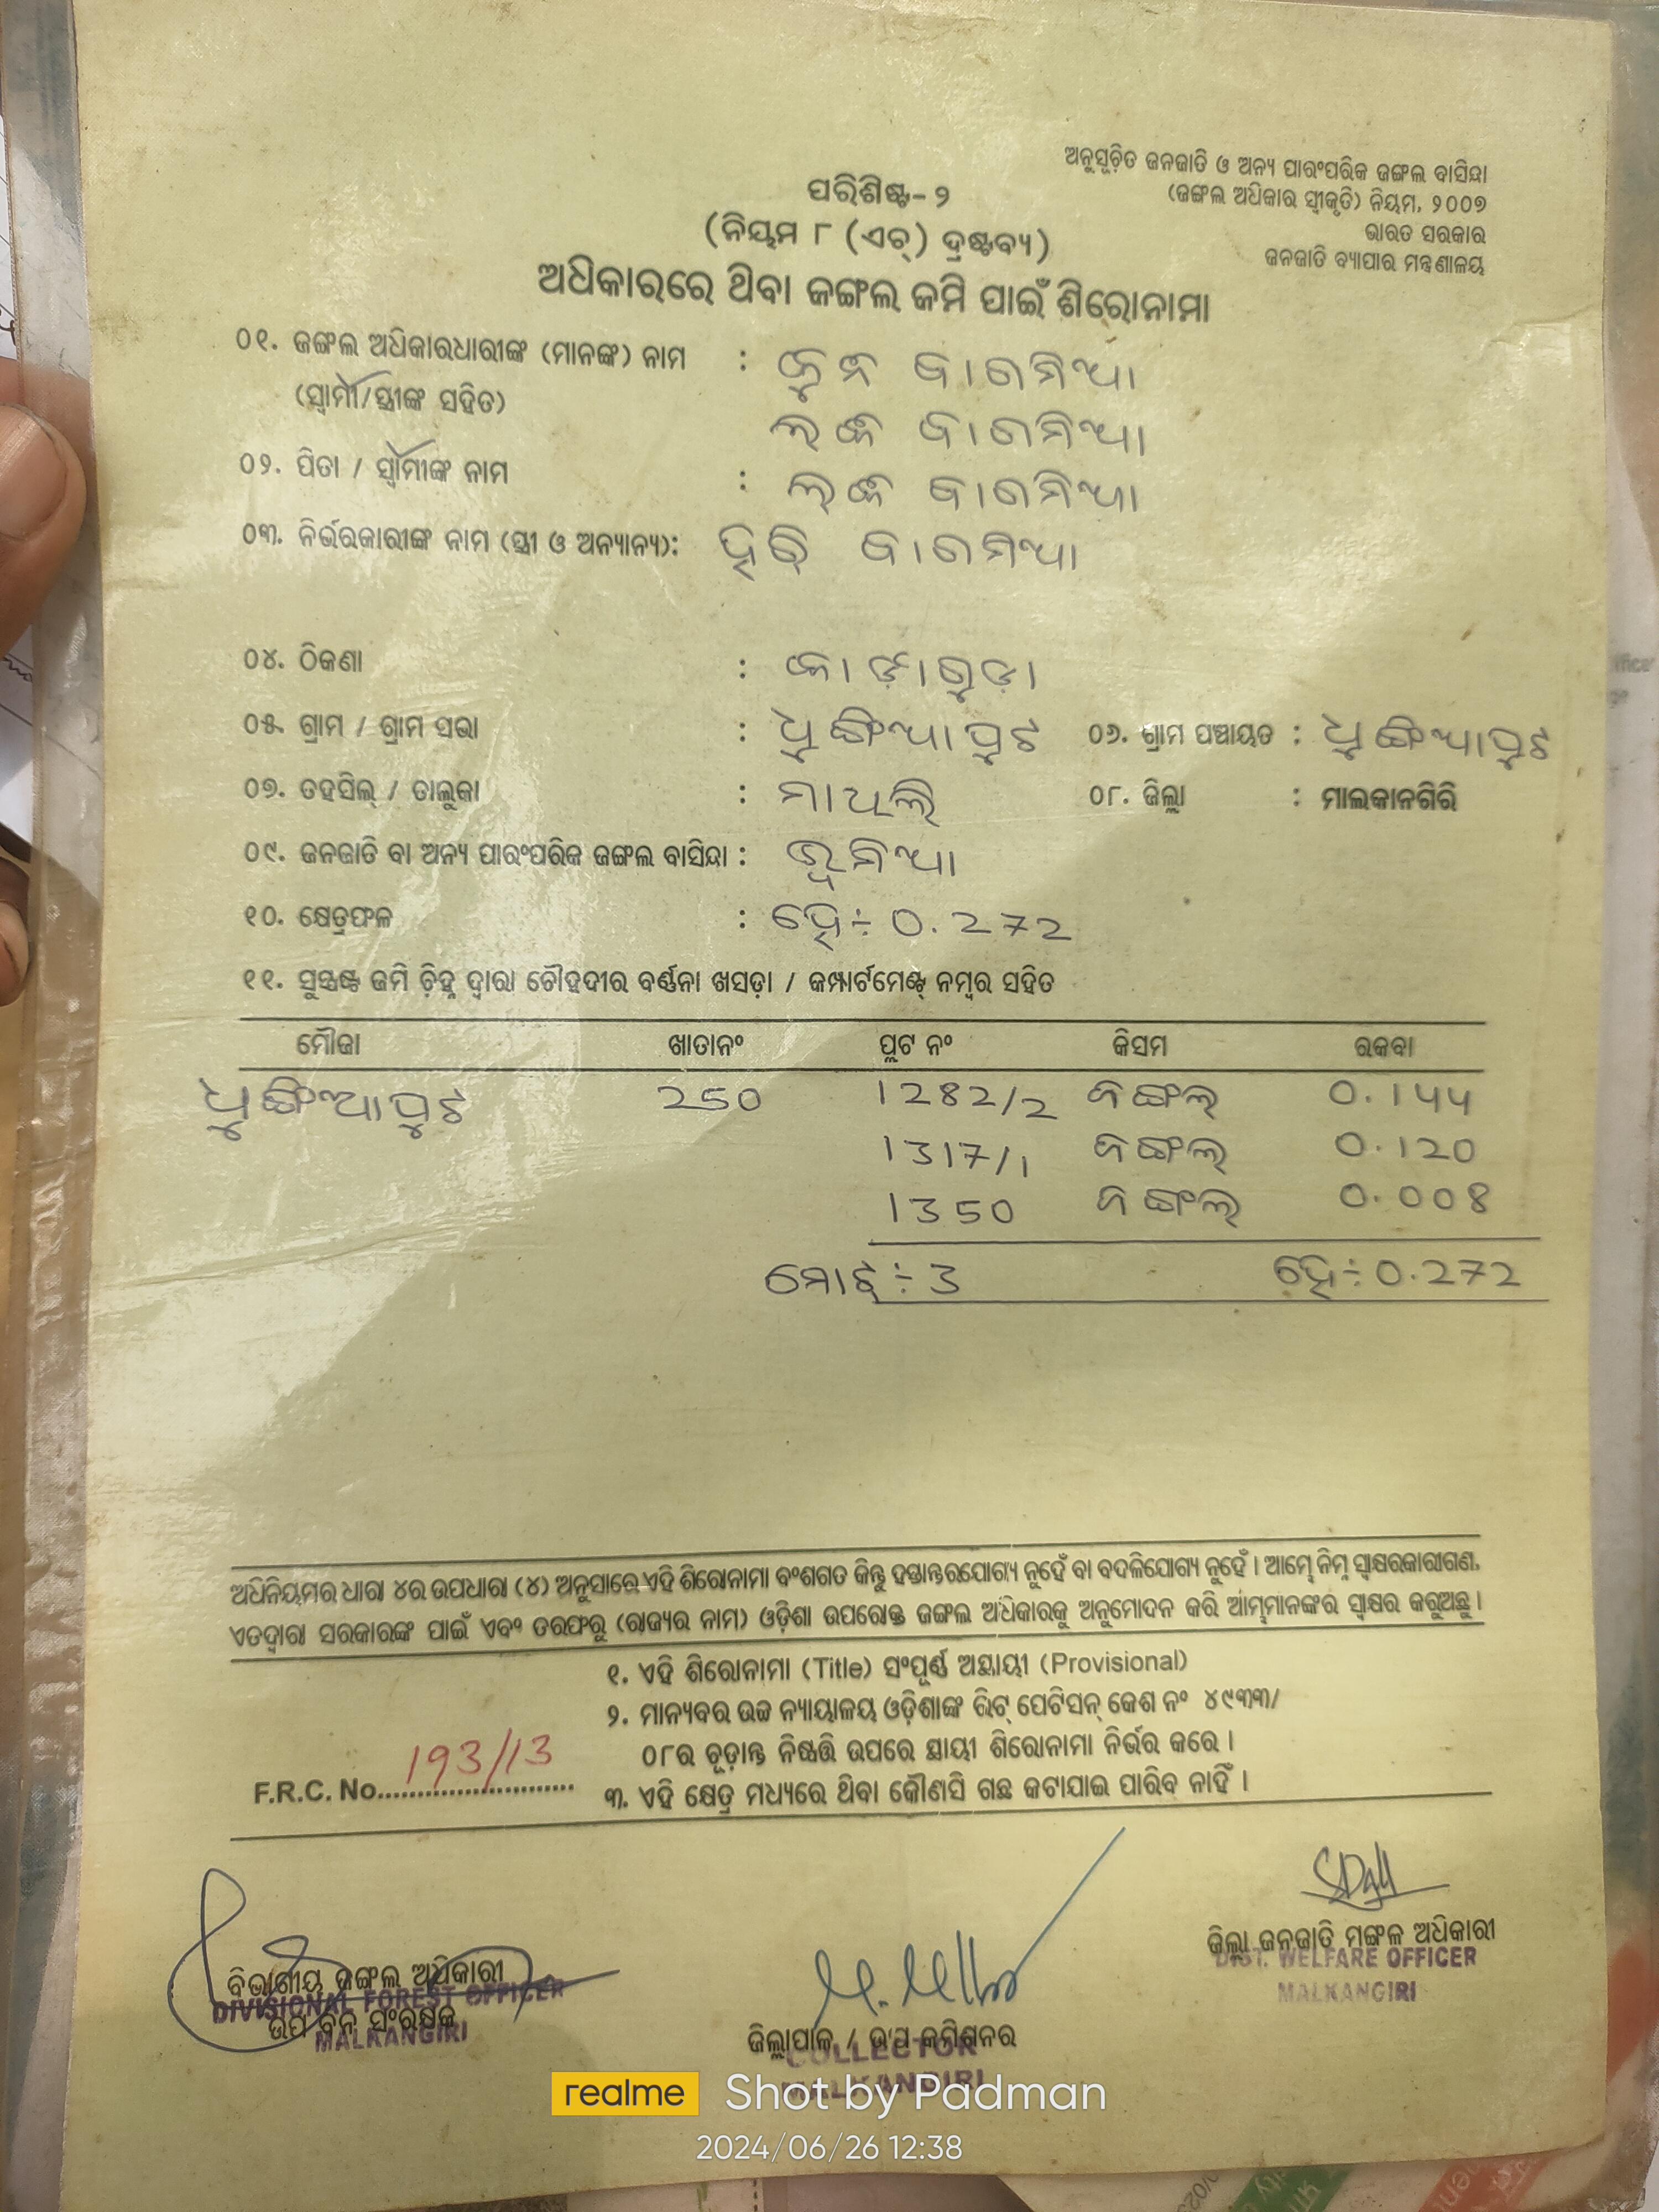 ଅନୁସୂଚିତ ଜନଜାତି ଓ ଅନ୍ୟ ପାରଂପରିକ ଜଙ୍ଗଲ ବାସିନ୍ଦା
(ଜଙ୍ଗଲ ଅଧିକାର ସ୍ୱୀକୃତି) ନିୟମ, ୨୦୦୭
ଭାରତ ସରକାର
ଜନଜାତି ବ୍ୟାପାର ମନ୍ତ୍ରଣାଳୟ
ପରିଶିଷ୍ଟ-୨
(ନିୟମ ୮ (ଏଚ୍) ଦ୍ରଷ୍ଟବ୍ୟ)
ଅଧିକାରରେ ଥିବା ଜଙ୍ଗଲ ଜମି ପାଇଁ ଶିରୋନାମା
୦୧. ଜଙ୍ଗଲ ଅଧିକାରଧାରୀଙ୍କ (ମାନଙ୍କ) ନାମ :
(ସ୍ୱାମୀ/ସ୍ତ୍ରୀଙ୍କ ସହିତ)
୦୨. ପିତା / ସ୍ୱାମୀଙ୍କ ନାମ :
୦୩. ନିର୍ଭରକାରୀଙ୍କ ନାମ (ସ୍ତ୍ରୀ ଓ ଅନ୍ୟାନ୍ୟ): ହରି
୦୪. ଠିକଣା :
୦୫. ଗ୍ରାମ / ଗ୍ରାମ ସଭା : ଧୁଙ୍ଗିଆପୁଟ ୦୬. ଗ୍ରାମ ପଞ୍ଚାୟତ : ଧୁଙ୍ଗିଆପୁଟ
୦୭. ତହସିଲ୍ / ତାଲୁକା : ମାଥିଲି ୦୮. ଜିଲ୍ଲା : ମାଲକାନଗିରି
୦୯. ଜନଜାତି ବା ଅନ୍ୟ ପାରଂପରିକ ଜଙ୍ଗଲ ବାସିନ୍ଦା :
୧୦. କ୍ଷେତ୍ରଫଳ : ହେ÷ 0.272
୧୧. ସୁସ୍ପଷ୍ଟ ଜମି ଚିହ୍ନ ଦ୍ୱାରା ଚୌହଦୀର ବର୍ଣ୍ଣନା ଖସଡ଼ା / କମ୍ପାର୍ଟମେଣ୍ଟ୍ ନମ୍ବର ସହିତ
ମୌଜା ଖାତାନଂ ପ୍ଲଟ ନଂ କିସମ ରକବା
ଧୁଙ୍ଗିଆପୁଟ 250 1282/2 ଜଙ୍ଗଲ 0.144
1317/1 ଜଙ୍ଗଲ 0.120
1350 ଜଙ୍ଗଲ 0.008
ମୋଟ÷ 3 ହେ÷0.272
ଅଧିନିୟମର ଧାରା ୪ର ଉପଧାରା (୪) ଅନୁସାରେ ଏହି ଶିରୋନାମା ବଂଶଗତ କିନ୍ତୁ ହସ୍ତାନ୍ତରଯୋଗ୍ୟ ନୁହେଁ ବା ବଦଳିଯୋଗ୍ୟ ନୁହେଁ । ଆମ୍ଭେ ନିମ୍ନ ସ୍ୱାକ୍ଷରକାରୀଗଣ,
ଏତଦ୍ୱାରା ସରକାରଙ୍କ ପାଇଁ ଏବଂ ତରଫରୁ (ରାଜ୍ୟର ନାମ) ଓଡ଼ିଶା ଉପରୋକ୍ତ ଜଙ୍ଗଲ ଅଧିକାରକୁ ଅନୁମୋଦନ କରି ଆମ୍ଭମାନଙ୍କର ସ୍ୱାକ୍ଷର କରୁଅଛୁ ।
୧. ଏହି ଶିରୋନାମା (Title) ସଂପୂର୍ଣ୍ଣ ଅସ୍ଥାୟୀ (Provisional)
୨. ମାନ୍ୟବର ଉଚ୍ଚ ନ୍ୟାୟାଳୟ ଓଡ଼ିଶାଙ୍କ ରିଟ୍ ପେଟିସନ୍ କେଶ ନଂ ୪୯୩୩/
୦୮ର ଚୂଡ଼ାନ୍ତ ନିଷ୍ପତ୍ତି ଉପରେ ସ୍ଥାୟୀ ଶିରୋନାମା ନିର୍ଭର କରେ ।
୩. ଏହି କ୍ଷେତ୍ର ମଧ୍ୟରେ ଥିବା କୌଣସି ଗଛ କଟାଯାଇ ପାରିବ ନାହିଁ ।
F.R.C. No. 193/13
ବିଭାଗୀୟ ଜଙ୍ଗଲ ଅଧିକାରୀ
ଉପ ବନ ସଂରକ୍ଷକ
DIVISIONAL FOREST OFFICER
MALKANGIRI
ଜିଲ୍ଲାପାଳ / ଉପ କମିଶନର
COLLECTOR
MALKANGIRI
ଜିଲ୍ଲା ଜନଜାତି ମଙ୍ଗଳ ଅଧିକାରୀ
DIST. WELFARE OFFICER
MALKANGIRI
realme Shot by Padman
2024/06/26 12:38